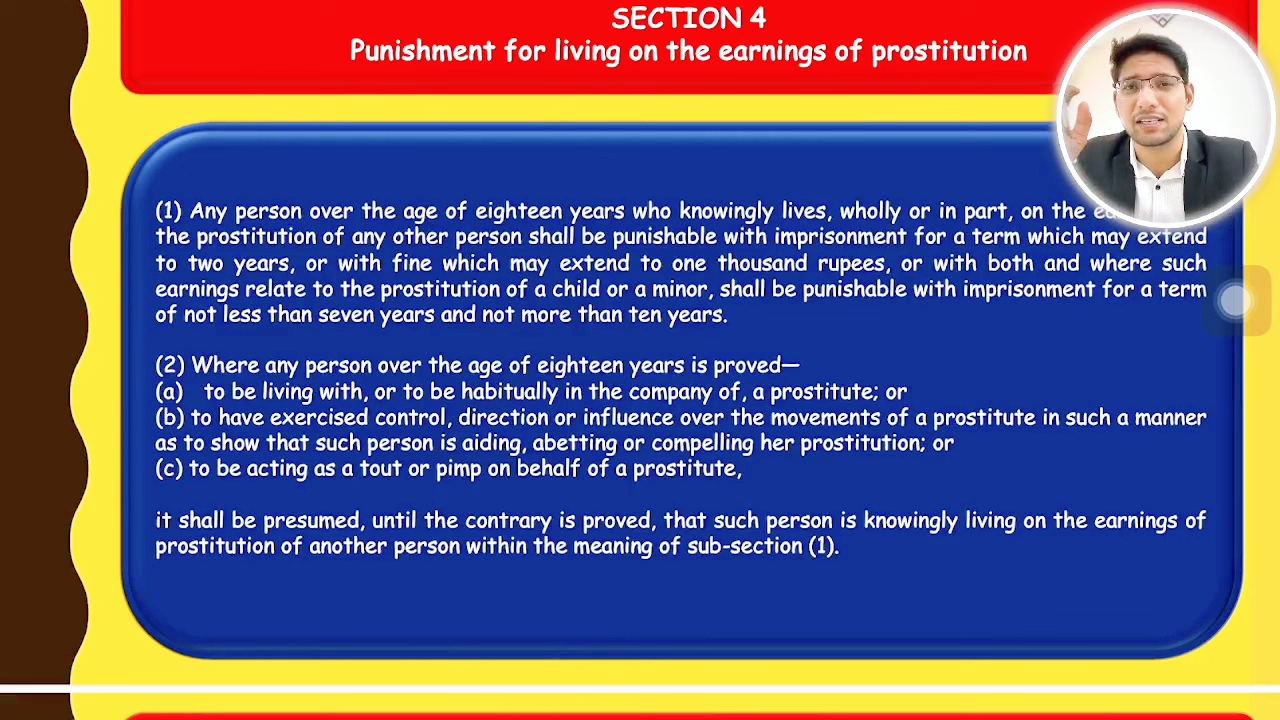 SECTION 4
Punishment for living on the earnings of prostitution
(1) Any person over the age of eighteen years who knowingly lives, wholly or in part, on the
the prostitution of any other person shall be punishable with imprisonment for a term which may extend
to two years, or with fine which may extend to one thousand rupees, or with both and where such
earnings relate to the prostitution of a child or a minor, shall be punishable with imprisonment for a term
of not less than seven years and not more than ten years.
(2) Where any person over the age of eighteen years is proved—
(a) to be living with, or to be habitually in the company of, a prostitute; or
(b) to have exercised control, direction or influence over the movements of a prostitute in such a manner
as to show that such person is aiding, abetting or compelling her prostitution; or
(c) to be acting as a tout or pimp on behalf of a prostitute,
it shall be presumed, until the contrary is proved, that such person is knowingly living on the earnings of
prostitution of another person within the meaning of sub-section (1).